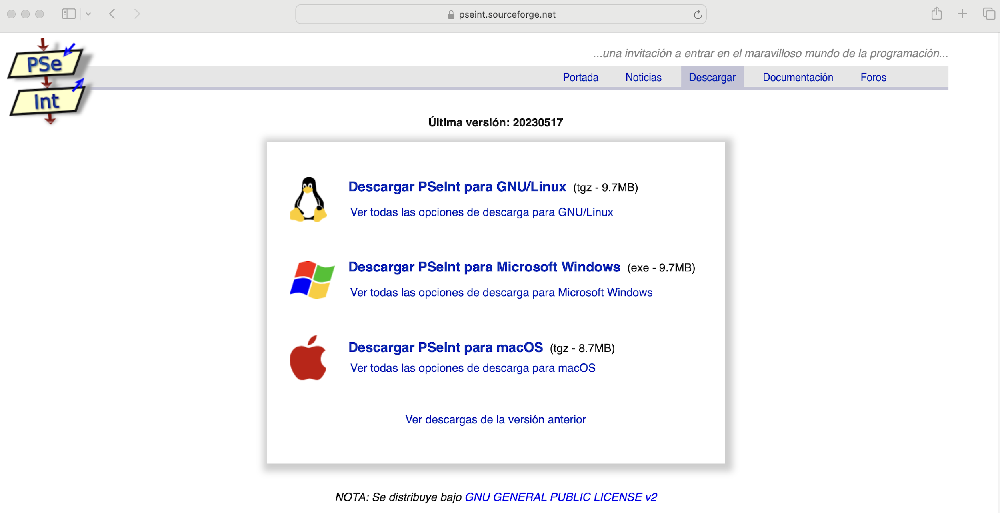 pseint.sourceforge.net
PSe
Int
...una invitación a entrar en el maravilloso mundo de la programación...
Portada Noticias Descargar Documentación Foros
Última versión: 20230517
Descargar PSeInt para GNU/Linux (tgz - 9.7MB)
Ver todas las opciones de descarga para GNU/Linux
Descargar PSeInt para Microsoft Windows (exe - 9.7MB)
Ver todas las opciones de descarga para Microsoft Windows
Descargar PSeInt para macOS (tgz - 8.7MB)
Ver todas las opciones de descarga para macOS
Ver descargas de la versión anterior
NOTA: Se distribuye bajo GNU GENERAL PUBLIC LICENSE v2